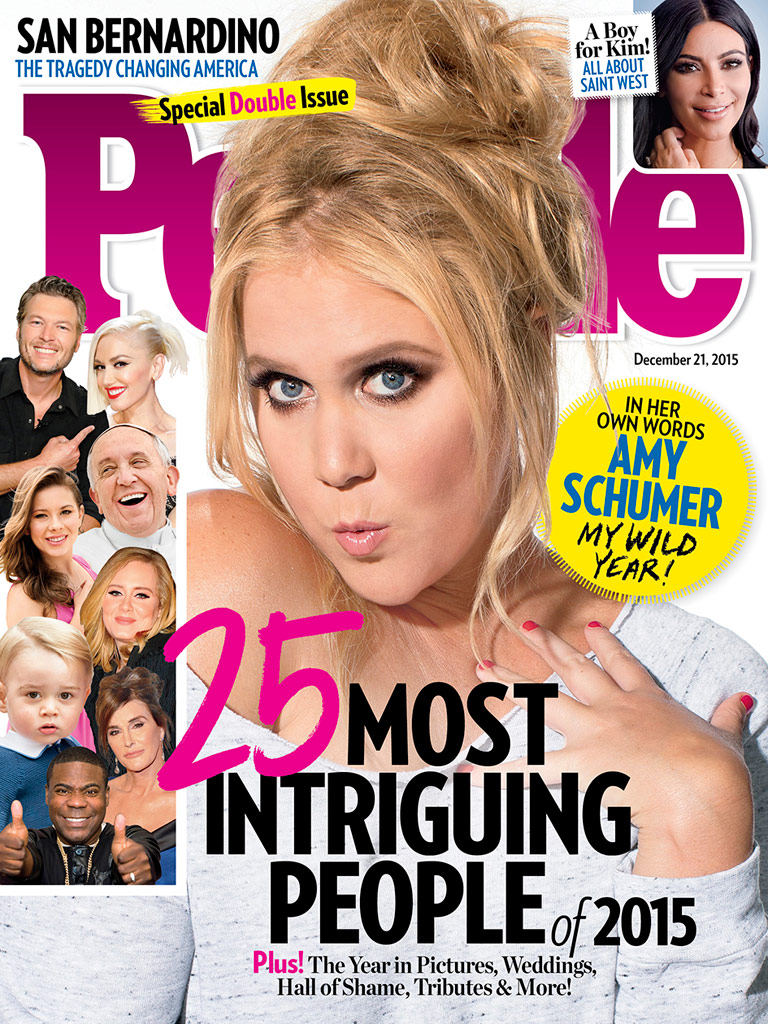 SAN BERNARDINO
THE TRAGEDY CHANGING AMERICA
A Boy
for Kim!
ALL ABOUT
SAINT WEST
Special Double Issue
People
December 21, 2015
IN HER
OWN WORDS
AMY
SCHUMER
MY WILD
YEAR!
25 MOST
INTRIGUING
PEOPLE of 2015
Plus! The Year in Pictures, Weddings,
Hall of Shame, Tributes & More!